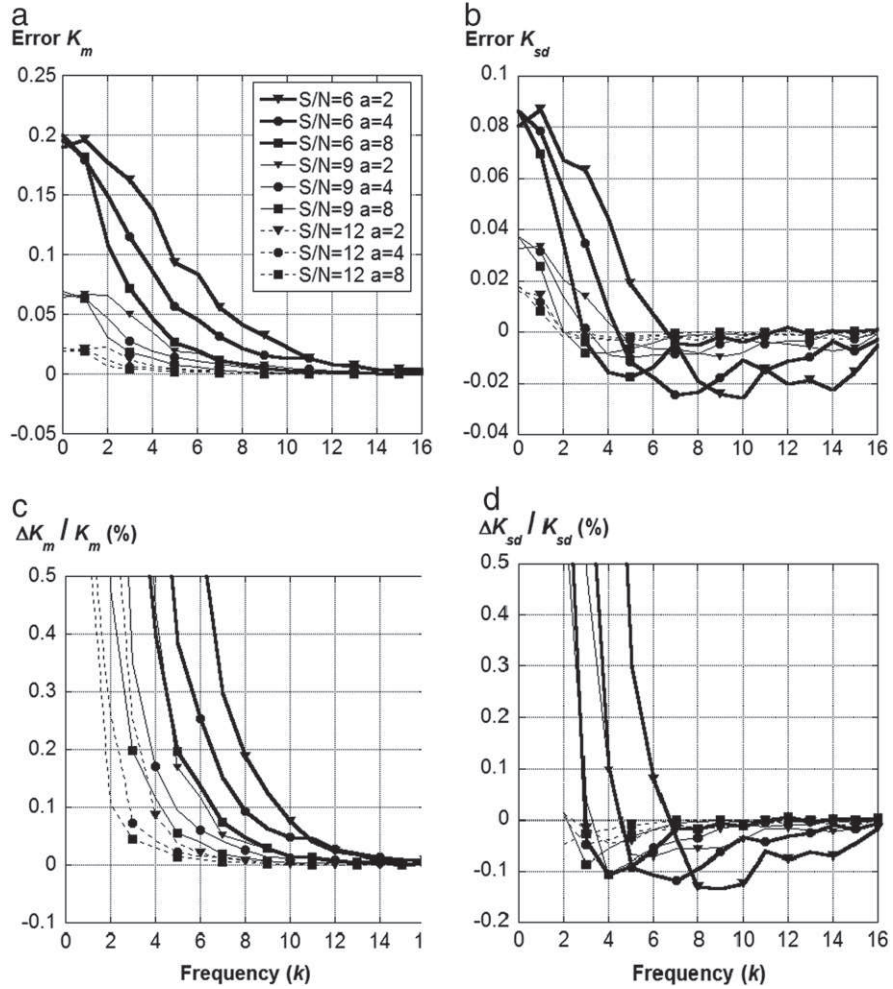 a
Error Km
0.25
0.2
0.15
0.1
0.05
0
-0.05
0 2 4 6 8 10 12 14 16
S/N=6 a=2
S/N=6 a=4
S/N=6 a=8
S/N=9 a=2
S/N=9 a=4
S/N=9 a=8
S/N=12 a=2
S/N=12 a=4
S/N=12 a=8
b
Error Ksd
0.1
0.08
0.06
0.04
0.02
0
-0.02
-0.04
0 2 4 6 8 10 12 14 16
c
ΔKm / Km (%)
0.5
0.4
0.3
0.2
0.1
0
-0.1
0 2 4 6 8 10 12 14 1
Frequency (k)
d
ΔKsd / Ksd (%)
0.5
0.4
0.3
0.2
0.1
0
-0.1
-0.2
0 2 4 6 8 10 12 14 16
Frequency (k)